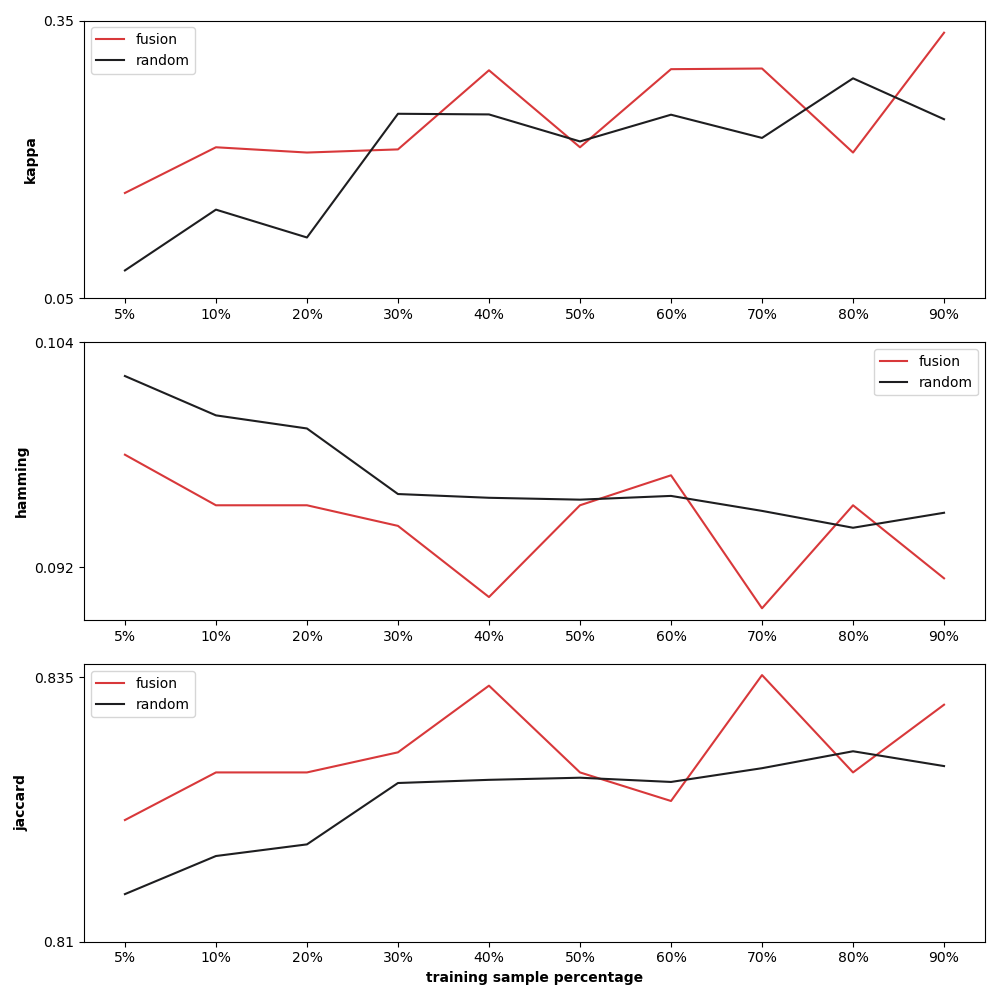 0.35
fusion
random
kappa
0.05
5% 10% 20% 30% 40% 50% 60% 70% 80% 90%
0.104
fusion
random
hamming
0.092
5% 10% 20% 30% 40% 50% 60% 70% 80% 90%
0.835
fusion
random
jaccard
0.81
5% 10% 20% 30% 40% 50% 60% 70% 80% 90%
training sample percentage